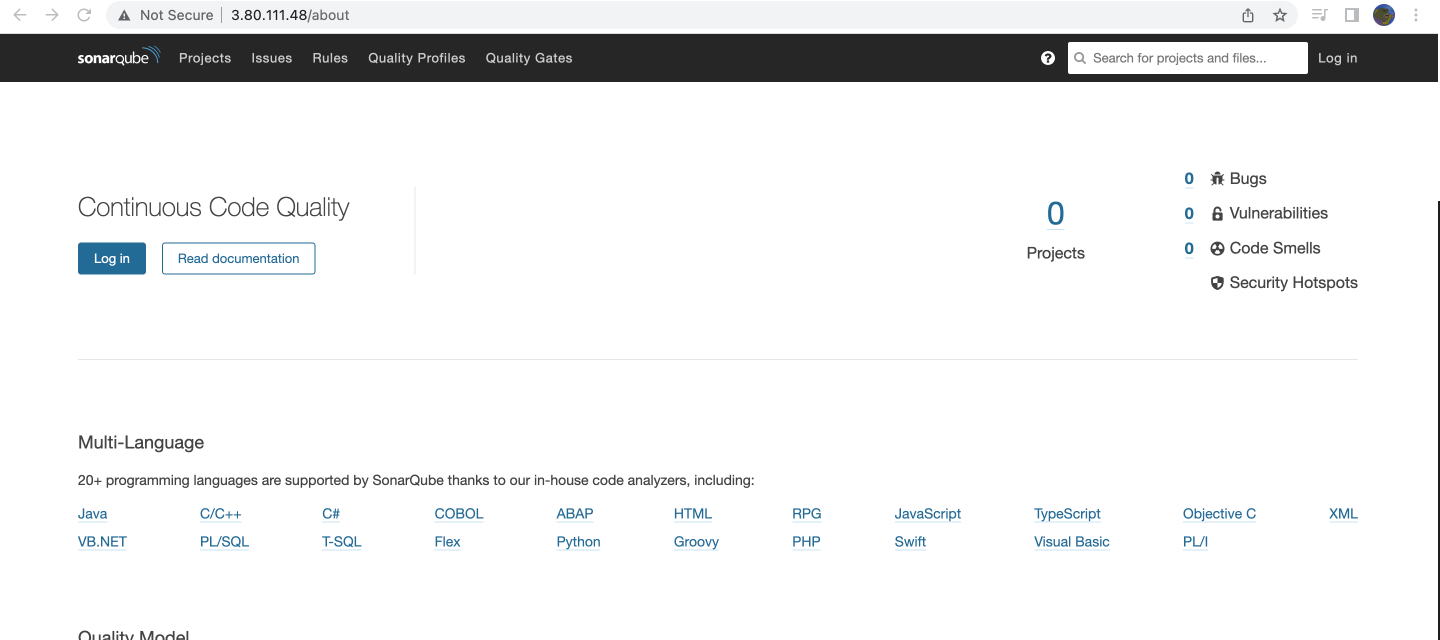 Not Secure 3.80.111.48/about
sonarqube Projects Issues Rules Quality Profiles Quality Gates ? Search for projects and files... Log in
Continuous Code Quality
Log in Read documentation
0
Projects
0 Bugs
0 Vulnerabilities
0 Code Smells
Security Hotspots
Multi-Language
20+ programming languages are supported by SonarQube thanks to our in-house code analyzers, including:
Java C/C++ C# COBOL ABAP HTML RPG JavaScript TypeScript Objective C XML
VB.NET PL/SQL T-SQL Flex Python Groovy PHP Swift Visual Basic PL/I
Quality Model